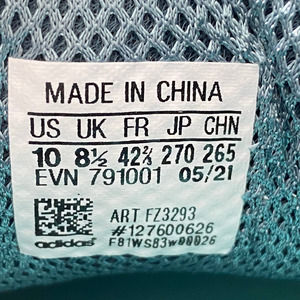 MADE IN CHINA
US UK FR JP CHN
10 8½ 42⅔ 270 265
EVN 791001 05/21
ART FZ3293
#127600626
adidas F81WS83w00026